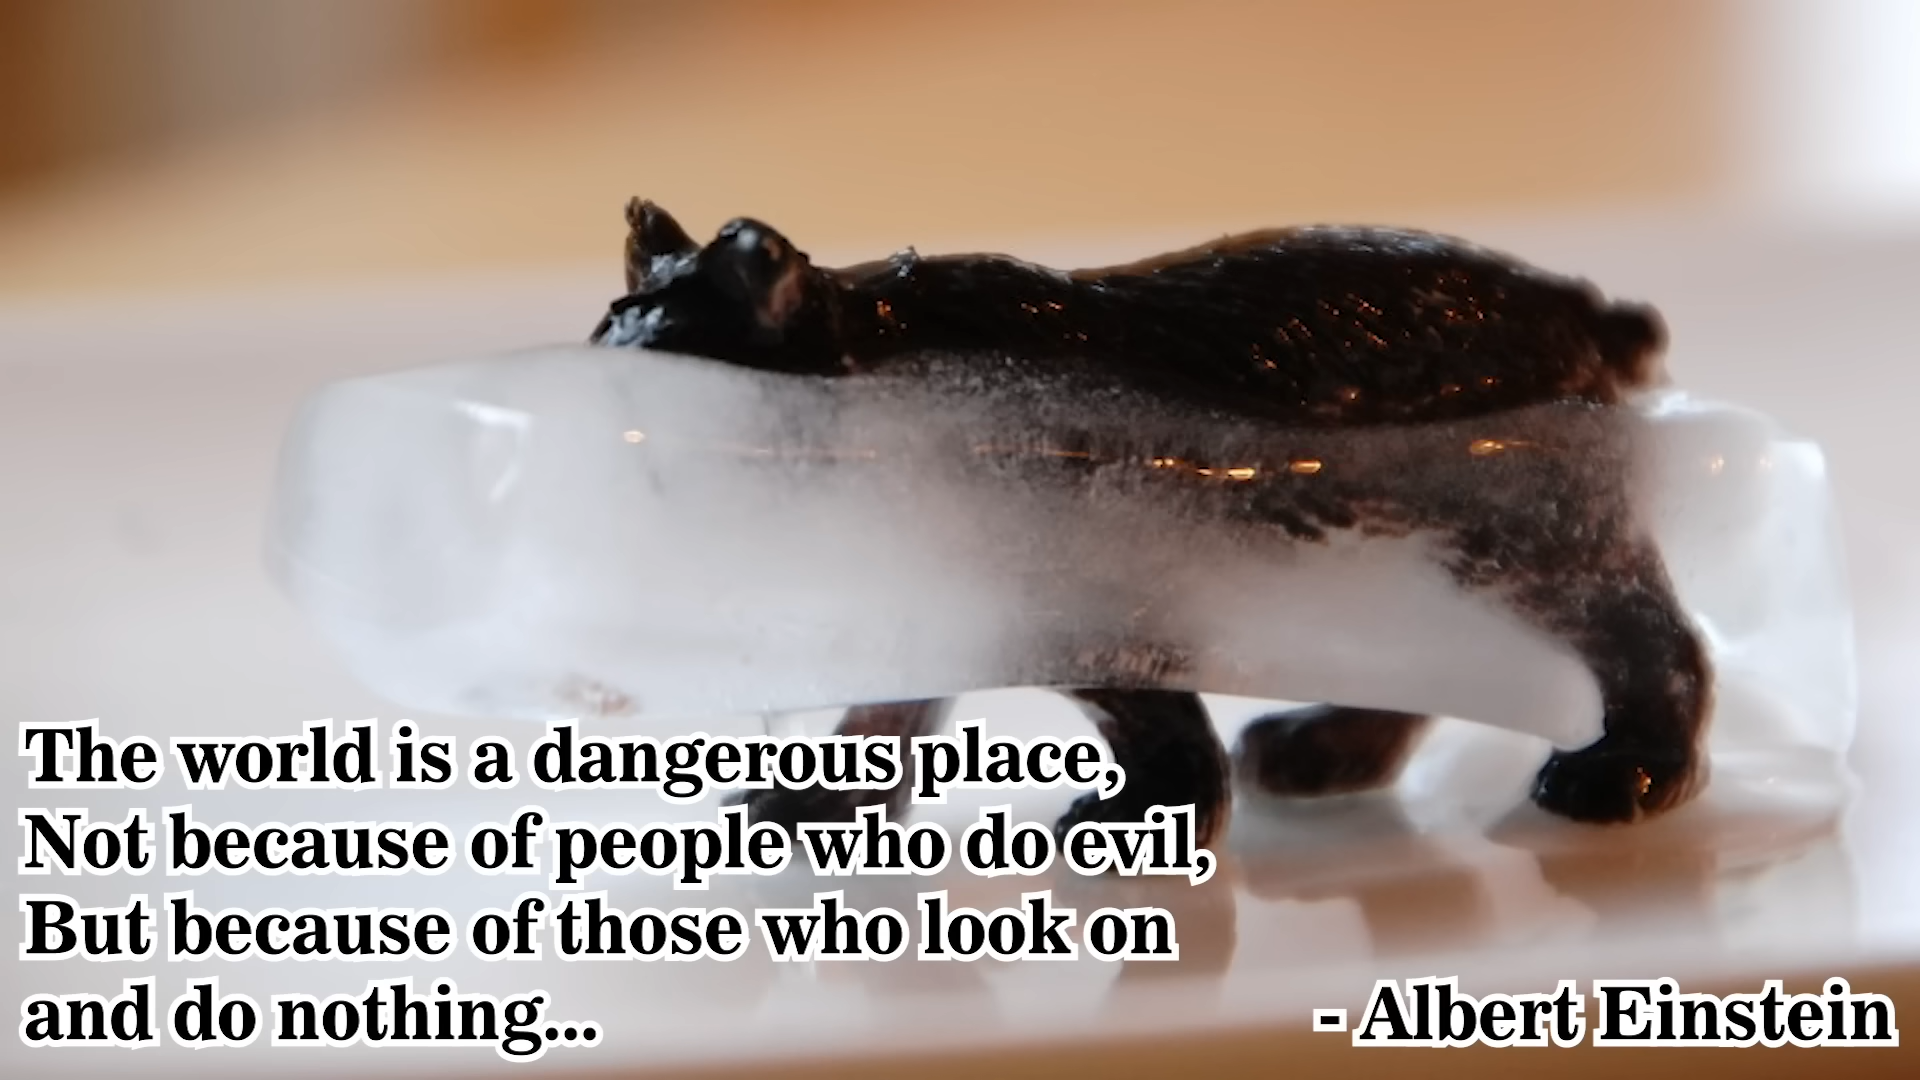 The world is a dangerous place,
Not because of people who do evil,
But because of those who look on
and do nothing...
- Albert Einstein